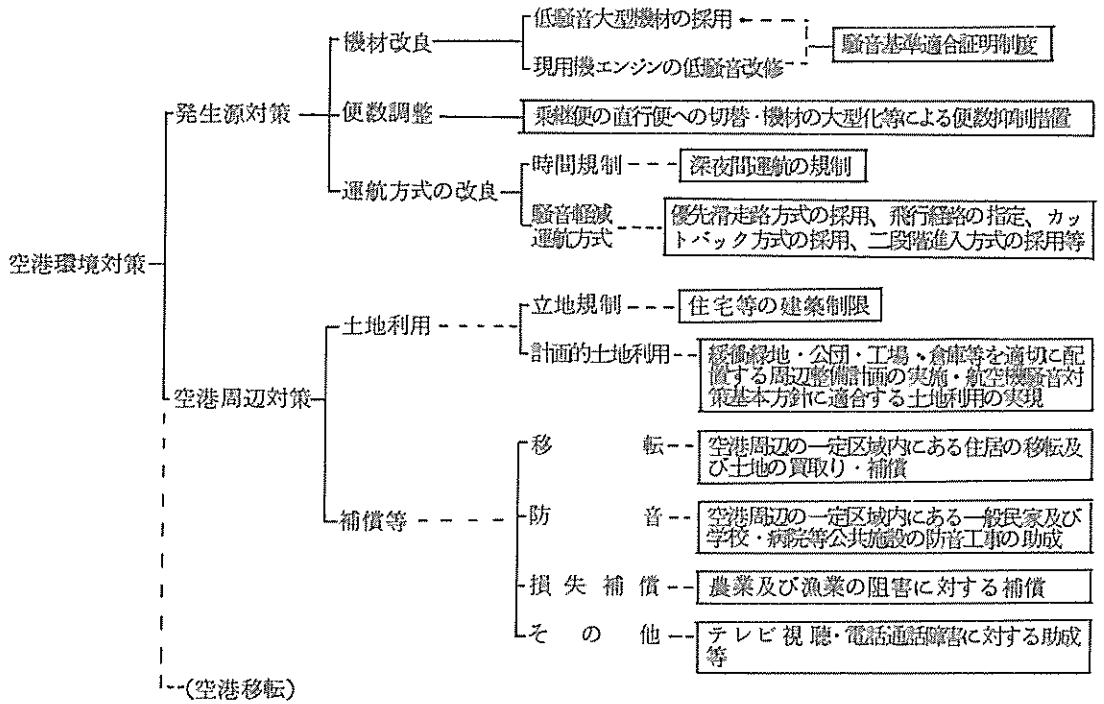 空港環境対策
発生源対策
機材改良
低騒音大型機材の採用
現用機エンジンの低騒音改修
騒音基準適合証明制度
便数調整
乗継便の直行便への切替・機材の大型化等による便数抑制措置
運航方式の改良
時間規制
深夜間運航の規制
騒音軽減
運航方式
優先滑走路方式の採用、飛行経路の指定、カッ
トバック方式の採用、二段階進入方式の採用等
空港周辺対策
土地利用
立地規制
住宅等の建築制限
計画的土地利用
緩衝緑地・公団・工場・倉庫等を適切に配
置する周辺整備計画の実施・航空機騒音対
策基本方針に適合する土地利用の実現
補償等
移転
空港周辺の一定区域内にある住居の移転及
び土地の買取り・補償
防音
空港周辺の一定区域内にある一般民家及び
学校・病院等公共施設の防音工事の助成
損失補償
農業及び漁業の阻害に対する補償
その他
テレビ視聴・電話通話障害に対する助成
等
(空港移転)